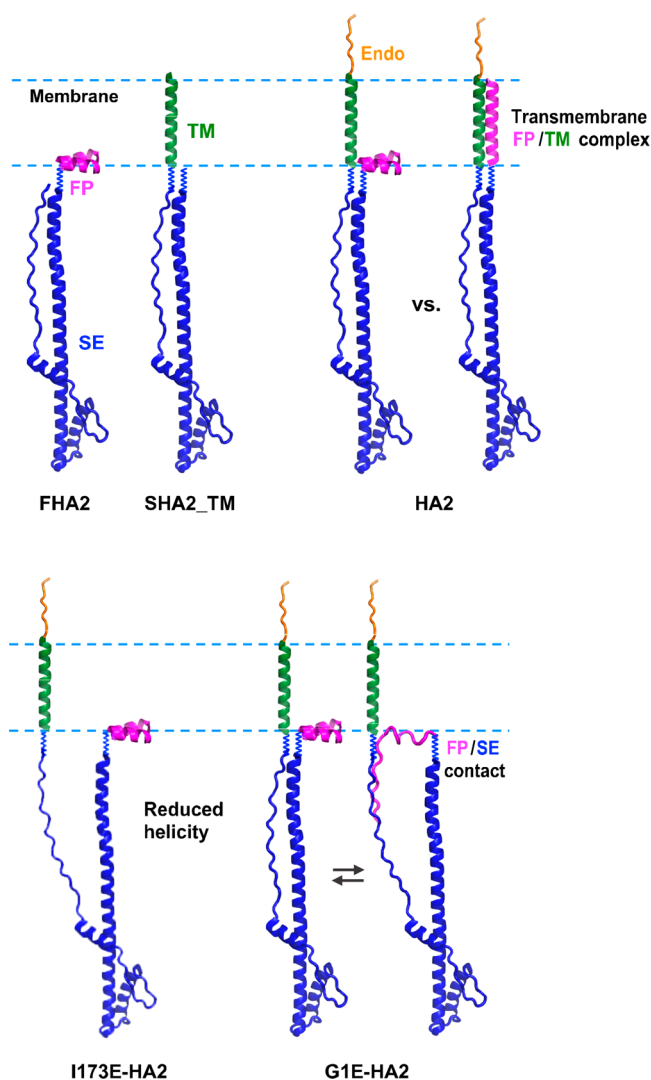 Endo
Membrane
TM
Transmembrane
FP/TM complex
FP
SE
vs.
FHA2
SHA2_TM
HA2
FP/SE
contact
Reduced
helicity
I173E-HA2
G1E-HA2